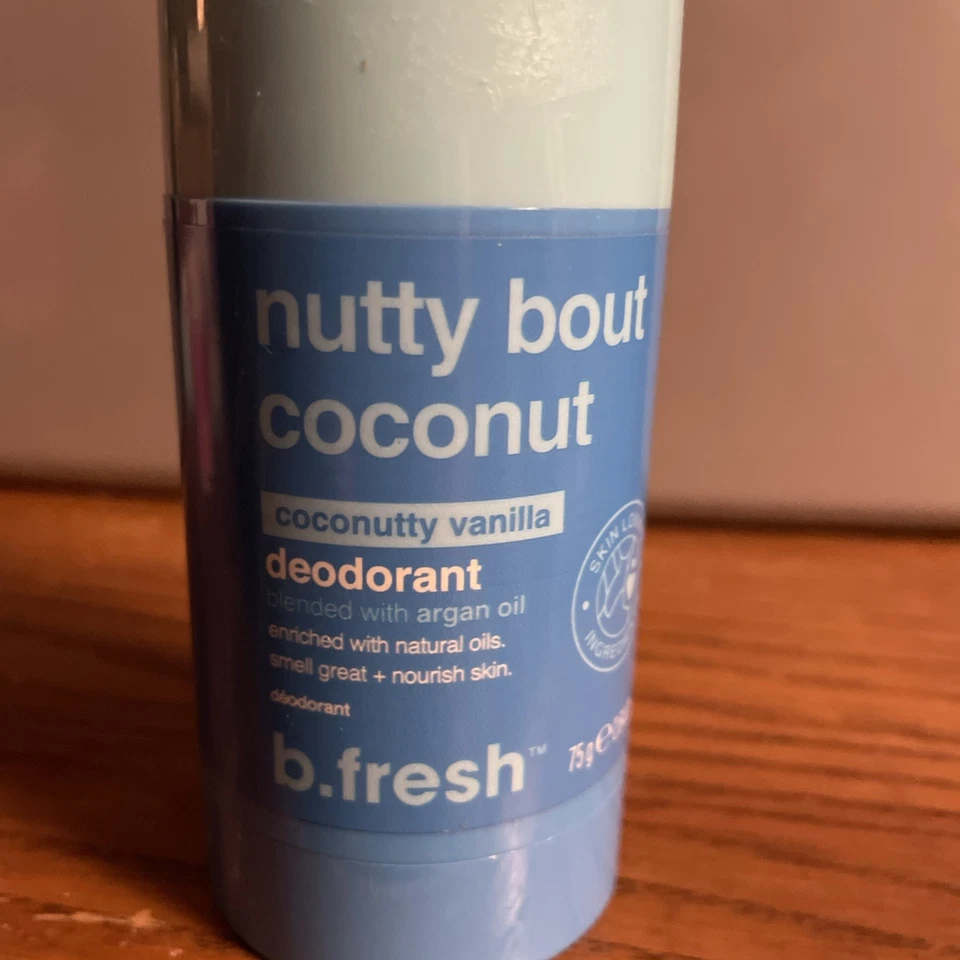 nutty bout
coconut
coconutty vanilla
deodorant
blended with argan oil
enriched with natural oils.
smell great + nourish skin.
déodorant
b.fresh™
75g e
SKIN